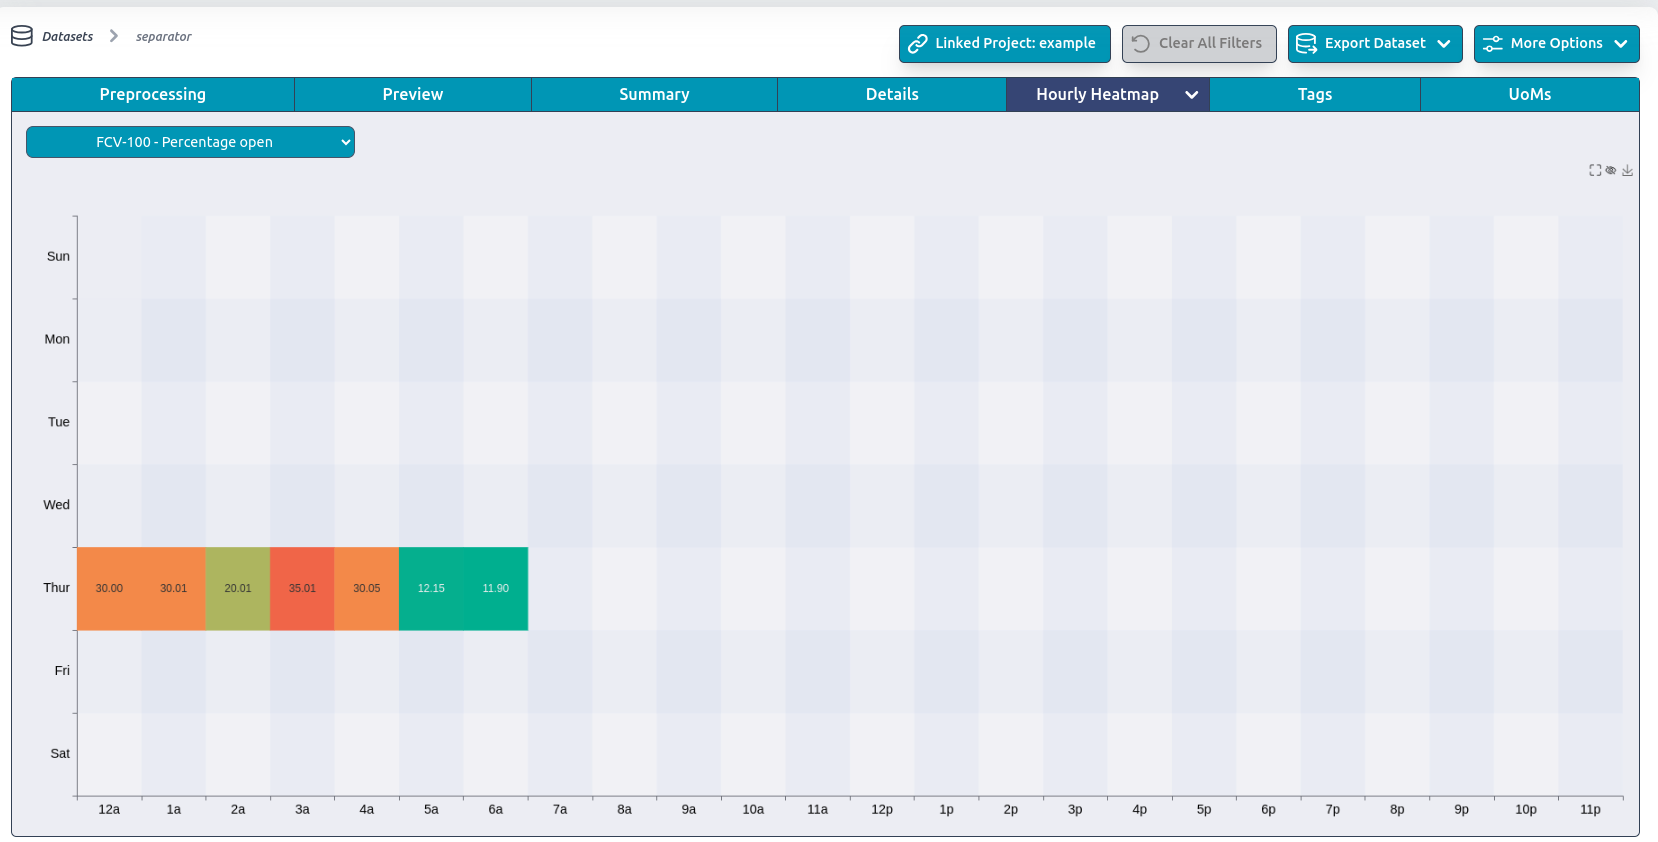 Datasets > separator
Linked Project: example
Clear All Filters
Export Dataset
More Options
Preprocessing
Preview
Summary
Details
Hourly Heatmap
Tags
UoMs
FCV-100 - Percentage open
Sun
Mon
Tue
Wed
Thur 30.00 30.01 20.01 35.01 30.05 12.15 11.90
Fri
Sat
12a 1a 2a 3a 4a 5a 6a 7a 8a 9a 10a 11a 12p 1p 2p 3p 4p 5p 6p 7p 8p 9p 10p 11p